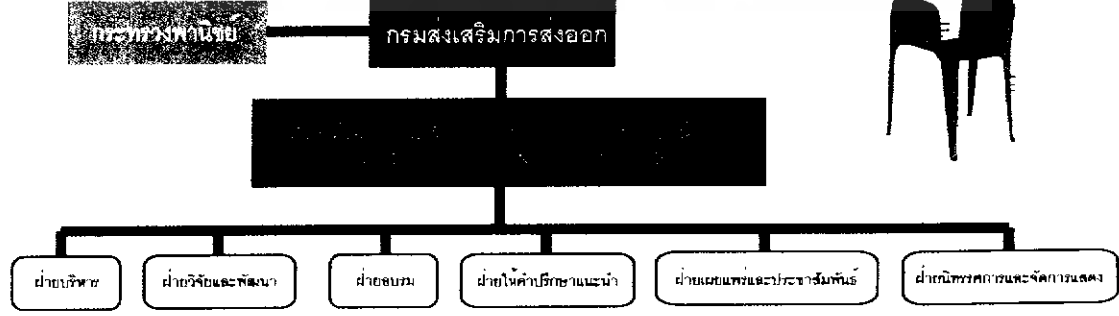 กระทรวงพานิชย์
กรมส่งเสริมการส่งออก
ฝ่ายบริหาร
ฝ่ายวิจัยและพัฒนา
ฝ่ายอบรม
ฝ่ายให้คำปรึกษาแนะนำ
ฝ่ายเผยแพร่และประชาสัมพันธ์
ฝ่ายนิทรรศการและจัดการแสดง